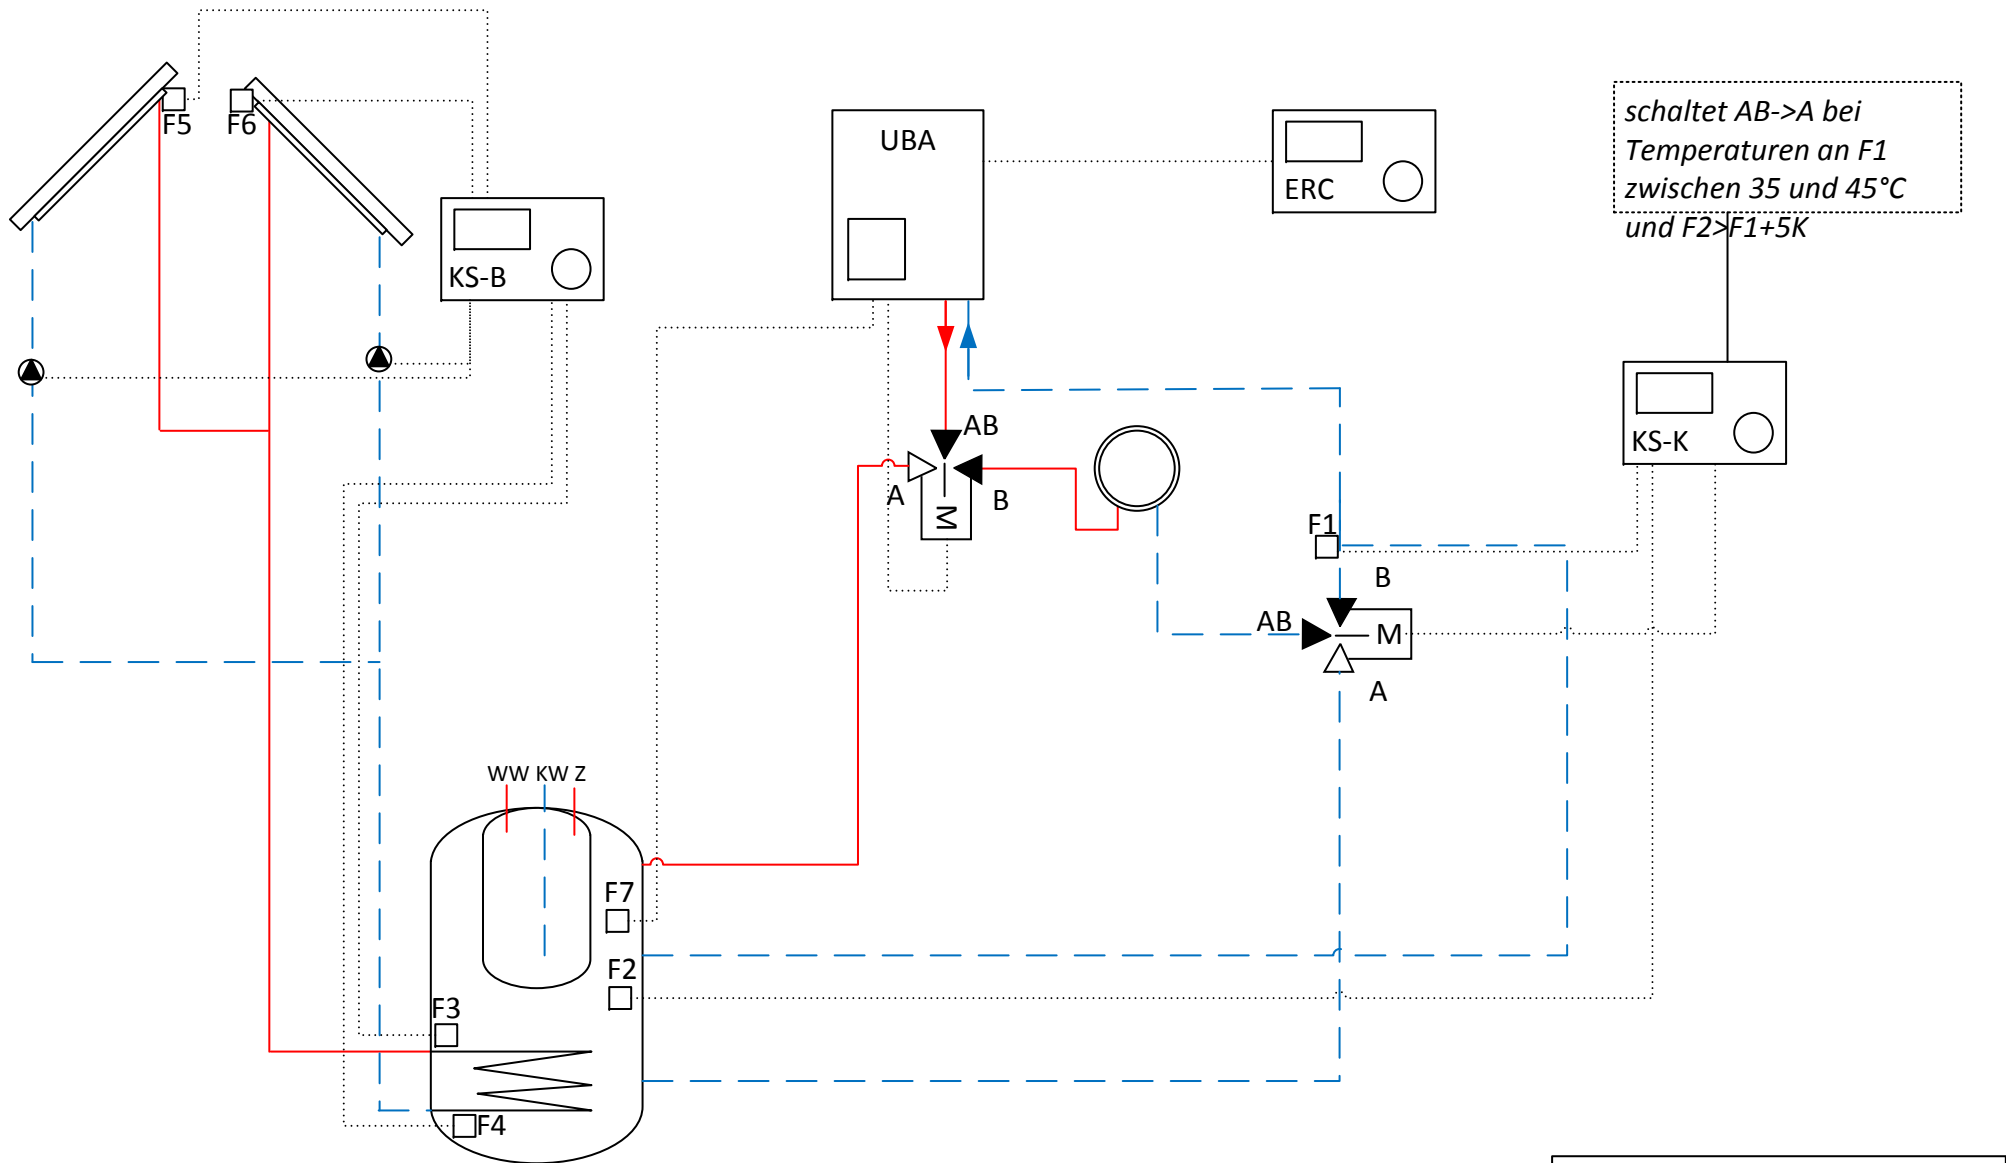 F5
F6
UBA
ERC
schaltet AB->A bei
Temperaturen an F1
zwischen 35 und 45°C
und F2>F1+5K
KS-B
KS-K
AB
A
B
M
F1
B
AB
M
A
WW KW Z
F7
F2
F3
F4